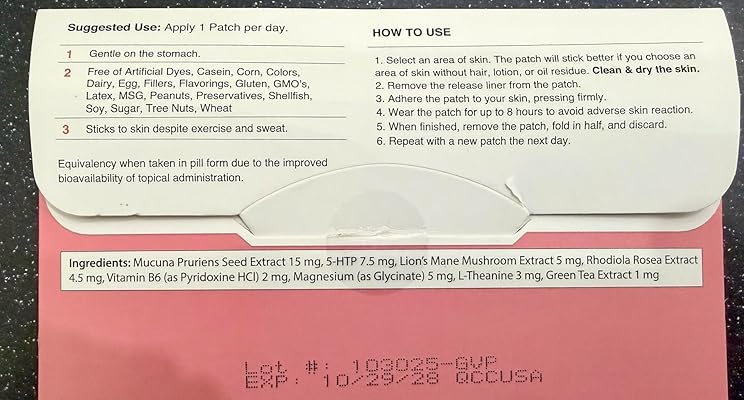 Suggested Use: Apply 1 Patch per day.
1 Gentle on the stomach.
2 Free of Artificial Dyes, Casein, Corn, Colors,
Dairy, Egg, Fillers, Flavorings, Gluten, GMO's,
Latex, MSG, Peanuts, Preservatives, Shellfish,
Soy, Sugar, Tree Nuts, Wheat
3 Sticks to skin despite exercise and sweat.
Equivalency when taken in pill form due to the improved
bioavailability of topical administration.
HOW TO USE
1. Select an area of skin. The patch will stick better if you choose an
area of skin without hair, lotion, or oil residue. Clean & dry the skin.
2. Remove the release liner from the patch.
3. Adhere the patch to your skin, pressing firmly.
4. Wear the patch for up to 8 hours to avoid adverse skin reaction.
5. When finished, remove the patch, fold in half, and discard.
6. Repeat with a new patch the next day.
Ingredients: Mucuna Pruriens Seed Extract 15 mg, 5-HTP 7.5 mg, Lion's Mane Mushroom Extract 5 mg, Rhodiola Rosea Extract
4.5 mg, Vitamin B6 (as Pyridoxine HCl) 2 mg, Magnesium (as Glycinate) 5 mg, L-Theanine 3 mg, Green Tea Extract 1 mg
Lot #: 103025-GVP
EXP: 10/29/28 QCCUSA